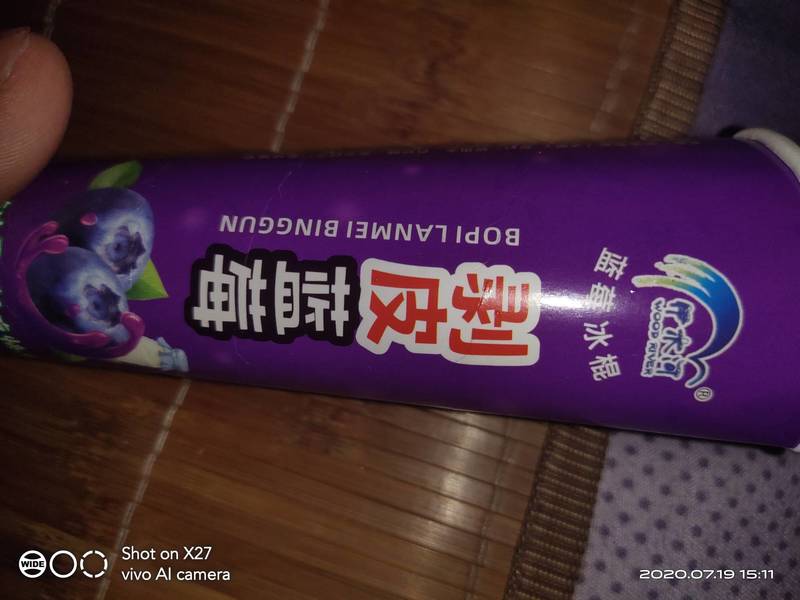 WOOD RIVER
®
蓝莓冰棍
剥皮
蓝莓
BOPI LANMEI BINGGUN
WIDE
Shot on X27
vivo AI camera
2020.07.19 15:11